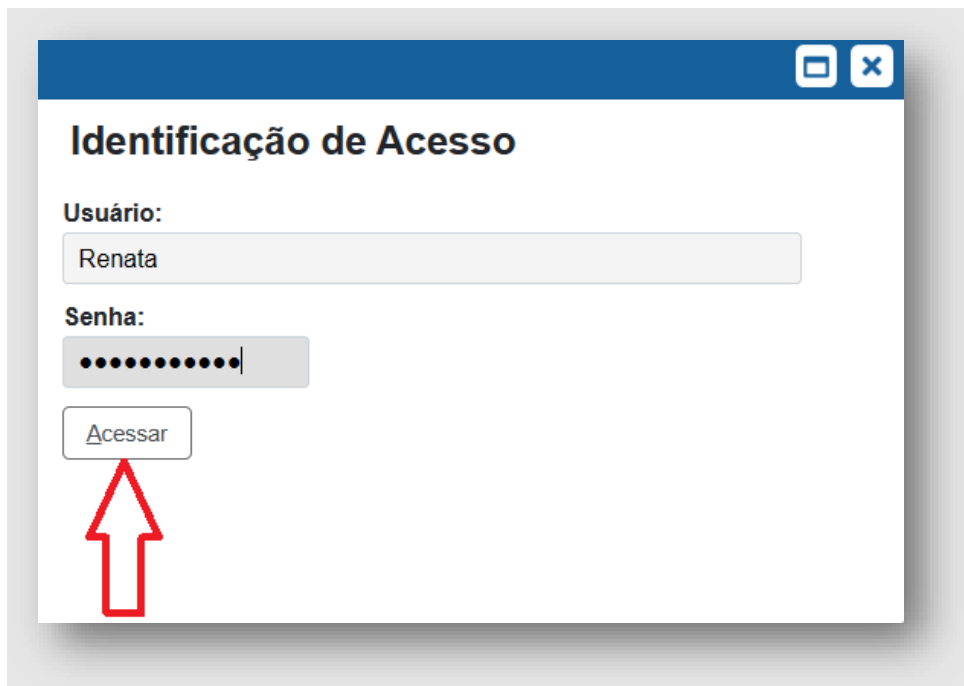 Identificação de Acesso
Usuário:
Renata
Senha:
•••••••••••
Acessar